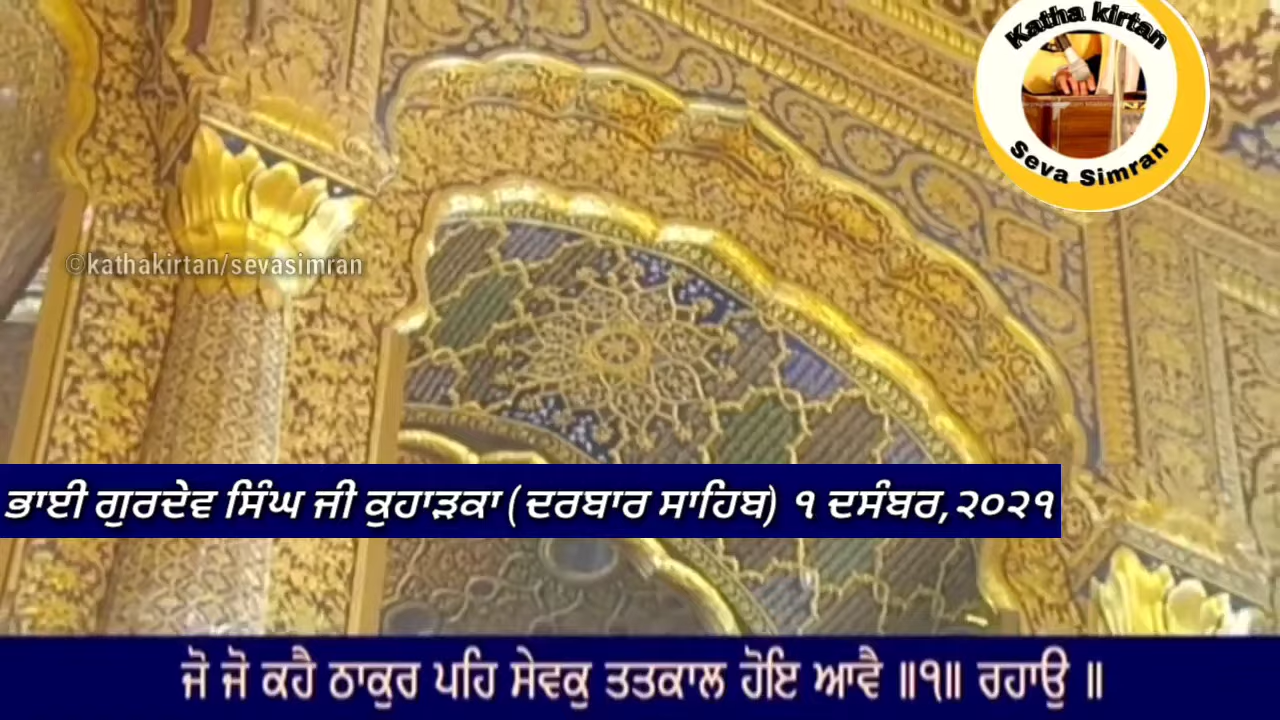 Katha kirtan
Seva Simran
©kathakirtan/sevasimran
ਭਾਈ ਗੁਰਦੇਵ ਸਿੰਘ ਜੀ ਕੁਹਾੜਕਾ (ਦਰਬਾਰ ਸਾਹਿਬ) ੧ ਦਸੰਬਰ,੨੦੨੧
ਜੋ ਜੋ ਕਹੈ ਠਾਕੁਰ ਪਹਿ ਸੇਵਕੁ ਤਤਕਾਲ ਹੋਇ ਆਵੈ ॥੧॥ ਰਹਾਉ ॥